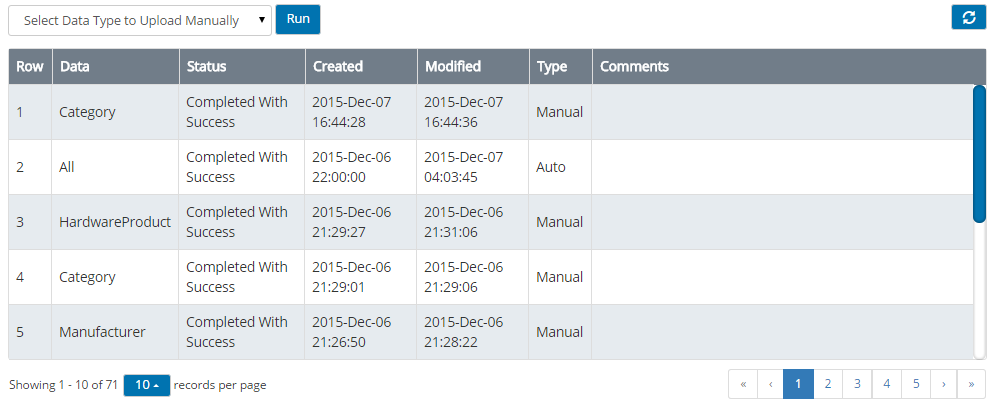 Select Data Type to Upload Manually Run
Row Data Status Created Modified Type Comments
1 Category Completed With Success 2015-Dec-07 16:44:28 2015-Dec-07 16:44:36 Manual
2 All Completed With Success 2015-Dec-06 22:00:00 2015-Dec-07 04:03:45 Auto
3 HardwareProduct Completed With Success 2015-Dec-06 21:29:27 2015-Dec-06 21:31:06 Manual
4 Category Completed With Success 2015-Dec-06 21:29:01 2015-Dec-06 21:29:06 Manual
5 Manufacturer Completed With Success 2015-Dec-06 21:26:50 2015-Dec-06 21:28:22 Manual
Showing 1 - 10 of 71 10 records per page « ‹ 1 2 3 4 5 › »